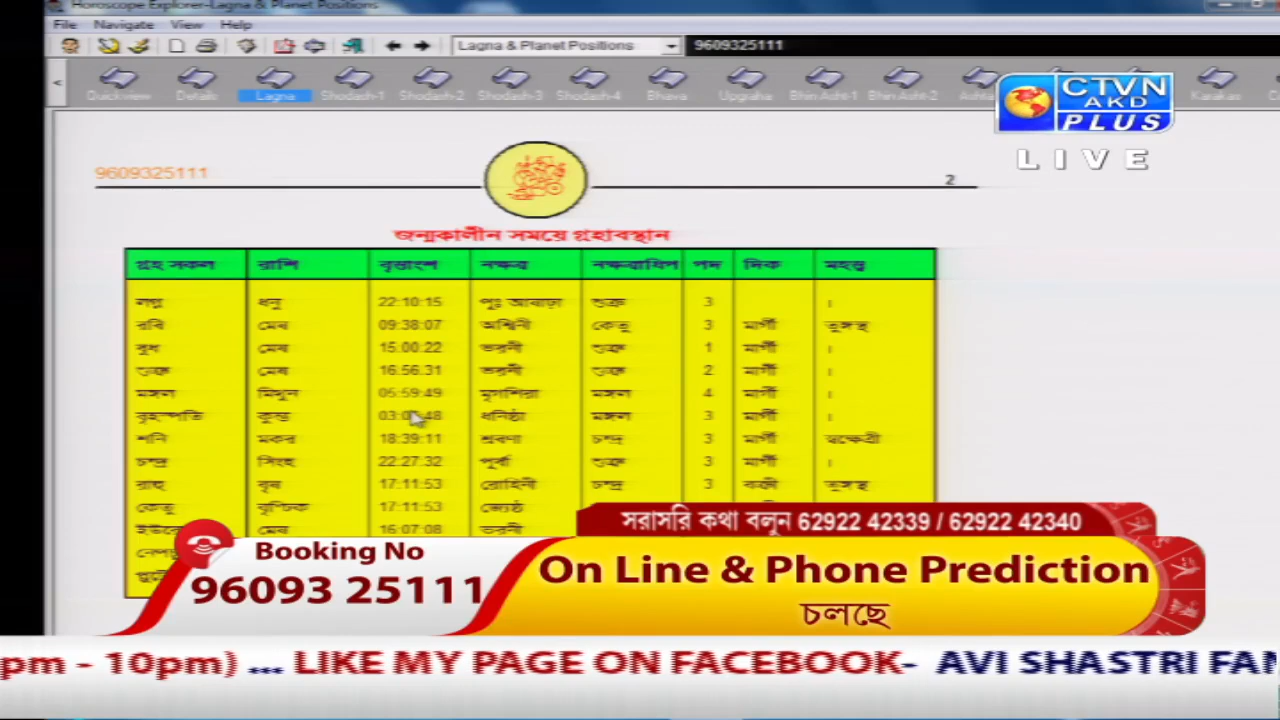 Horoscope Explorer-Lagna & Planet Positions
File Navigate View Help
Lagna & Planet Positions 9609325111
Quickview Details Lagna Shodash-1 Shodash-2 Shodash-3 Shodash-4 Bhava Upgraha Bhin Asht-1 Bhin Asht-2 Karakas
CTVN
AKD
PLUS
LIVE
9609325111
2
জন্মকালীন সময়ে গ্রহাবস্থান
গ্রহ সকল রাশি বৃত্তাংশ নক্ষত্র নক্ষত্রাধিপ পদ দিক মহত্ত্ব
লগ্ন ধনু 22:10:15 পুঃ আষাঢ়া শুক্র 3 ।
রবি মেষ 09:38:07 অশ্বিনী কেতু 3 মার্গী তুঙ্গস্থ
বুধ মেষ 15:00:22 ভরনী শুক্র 1 মার্গী ।
শুক্র মেষ 16:56:31 ভরনী শুক্র 2 মার্গী ।
মঙ্গল মিথুন 05:59:49 মৃগশিরা মঙ্গল 4 মার্গী ।
বৃহস্পতি কুম্ভ ধনিষ্ঠা মঙ্গল 3 মার্গী ।
শনি মকর 18:39:11 শ্রবণা চন্দ্র 3 মার্গী স্বক্ষেত্রী
চন্দ্র সিংহ 22:27:32 পূর্বা শুক্র 3 মার্গী ।
রাহু বৃষ 17:11:53 রোহিনী চন্দ্র 3 বক্রী তুঙ্গস্থ
কেতু বৃশ্চিক 17:11:53 জ্যেষ্ঠ
মেষ 16:07:08 ভরনী
সরাসরি কথা বলুন 62922 42339 / 62922 42340
Booking No
96093 25111
On Line & Phone Prediction
চলছে
pm - 10pm) ... LIKE MY PAGE ON FACEBOOK- AVI SHASTRI